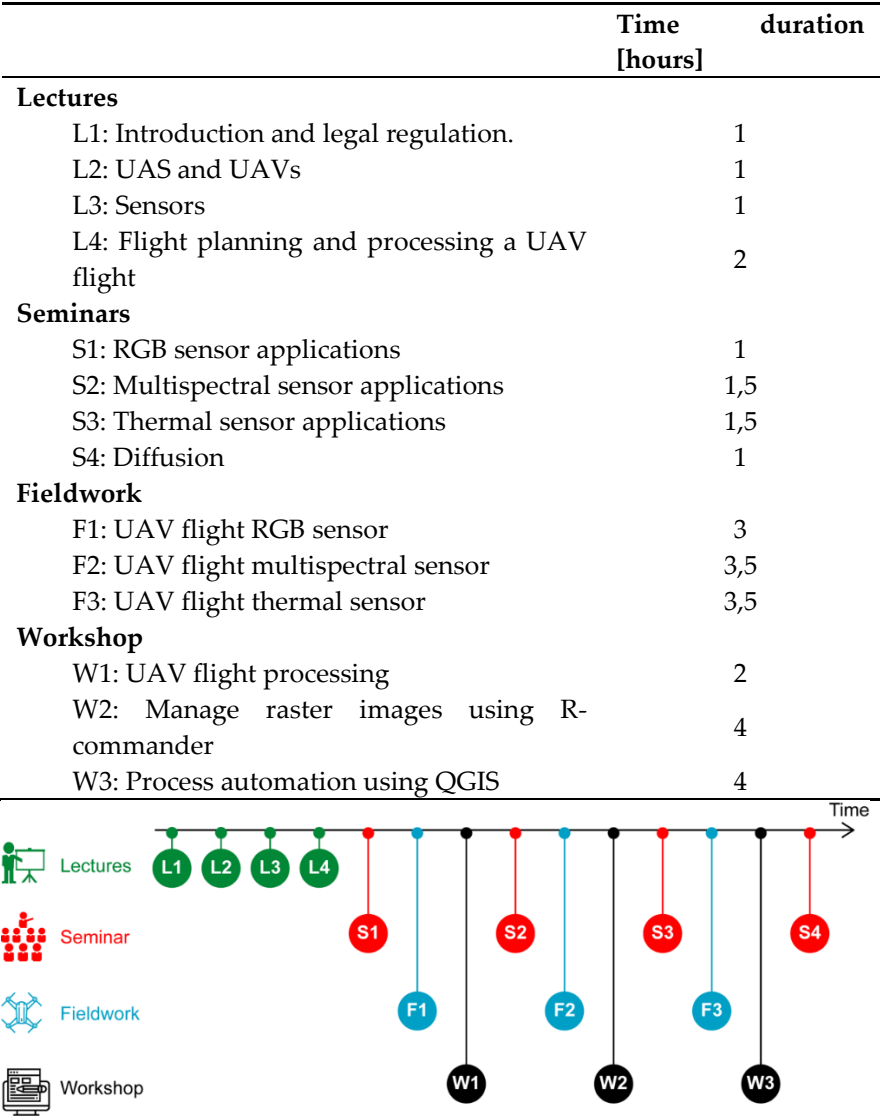 Time duration
[hours]
Lectures
L1: Introduction and legal regulation. 1
L2: UAS and UAVs 1
L3: Sensors 1
L4: Flight planning and processing a UAV
flight 2
Seminars
S1: RGB sensor applications 1
S2: Multispectral sensor applications 1,5
S3: Thermal sensor applications 1,5
S4: Diffusion 1
Fieldwork
F1: UAV flight RGB sensor 3
F2: UAV flight multispectral sensor 3,5
F3: UAV flight thermal sensor 3,5
Workshop
W1: UAV flight processing 2
W2: Manage raster images using R-
commander 4
W3: Process automation using QGIS 4
Time
Lectures L1 L2 L3 L4
Seminar S1 S2 S3 S4
Fieldwork F1 F2 F3
Workshop W1 W2 W3